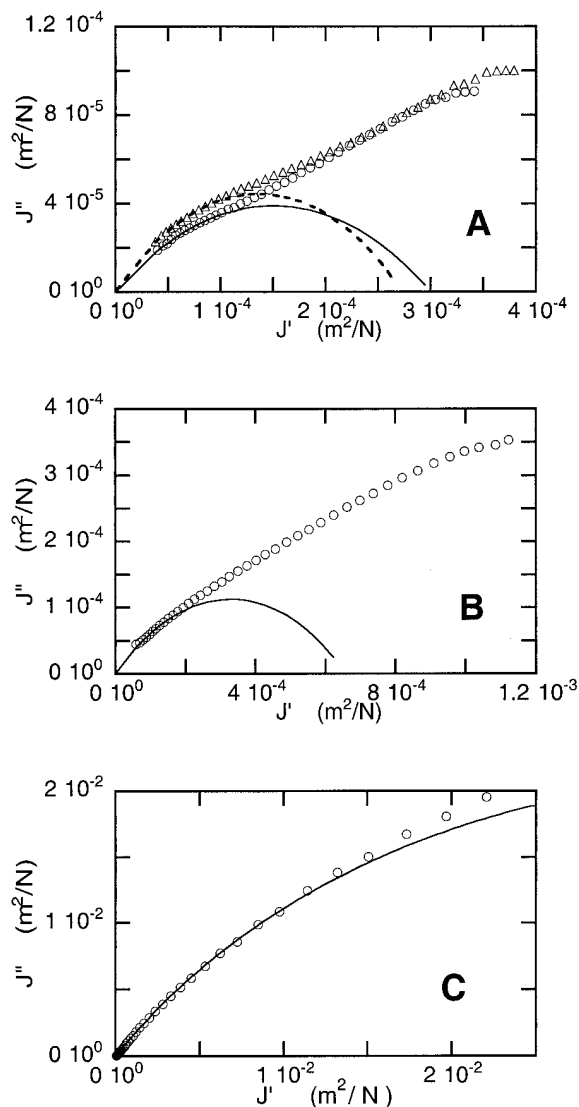 1.2 10⁻⁴
8 10⁻⁵
4 10⁻⁵
0 10⁰
J'' (m²/N)
A
0 10⁰ 1 10⁻⁴ 2 10⁻⁴ 3 10⁻⁴ 4 10⁻⁴
J' (m²/N)
4 10⁻⁴
3 10⁻⁴
2 10⁻⁴
1 10⁻⁴
0 10⁰
J'' (m²/N)
B
0 10⁰ 4 10⁻⁴ 8 10⁻⁴ 1.2 10⁻³
J' (m²/N)
2 10⁻²
1 10⁻²
0 10⁰
J'' (m²/N)
C
0 10⁰ 1 10⁻² 2 10⁻²
J' (m²/ N )